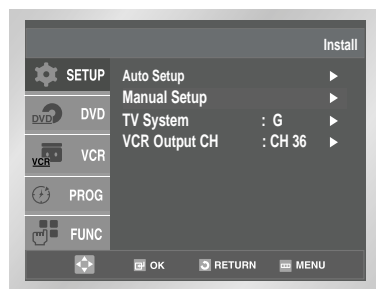 Install
SETUP
Auto Setup
Manual Setup
DVD
DVD
TV System : G
VCR
VCR
VCR Output CH : CH 36
PROG
FUNC
OK RETURN MENU